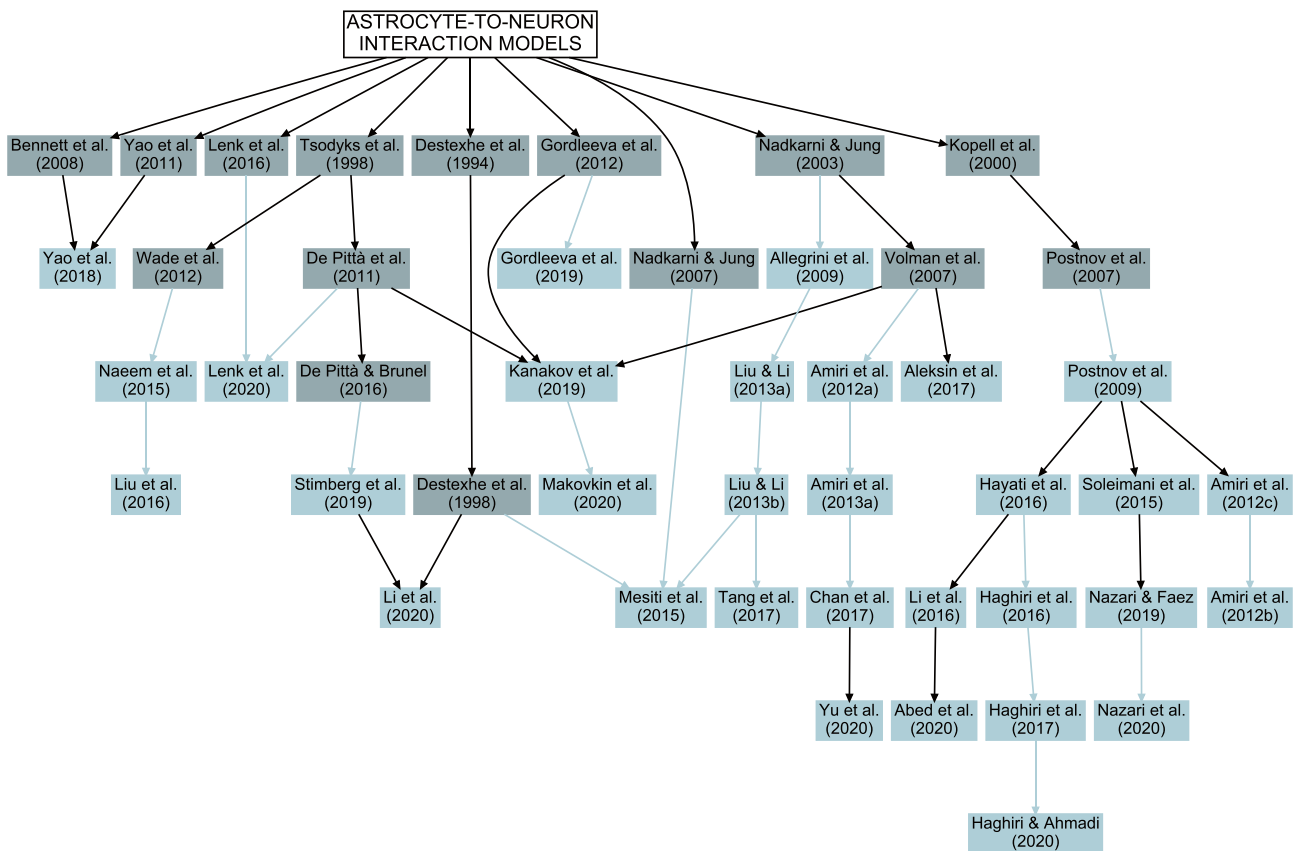 ASTROCYTE-TO-NEURON
INTERACTION MODELS
Bennett et al.
(2008)
Yao et al.
(2011)
Lenk et al.
(2016)
Tsodyks et al.
(1998)
Destexhe et al.
(1994)
Gordleeva et al.
(2012)
Nadkarni & Jung
(2003)
Kopell et al.
(2000)
Yao et al.
(2018)
Wade et al.
(2012)
De Pittà et al.
(2011)
Gordleeva et al.
(2019)
Nadkarni & Jung
(2007)
Allegrini et al.
(2009)
Volman et al.
(2007)
Postnov et al.
(2007)
Naeem et al.
(2015)
Lenk et al.
(2020)
De Pittà & Brunel
(2016)
Kanakov et al.
(2019)
Liu & Li
(2013a)
Amiri et al.
(2012a)
Aleksin et al.
(2017)
Postnov et al.
(2009)
Liu et al.
(2016)
Stimberg et al.
(2019)
Destexhe et al.
(1998)
Makovkin et al.
(2020)
Liu & Li
(2013b)
Amiri et al.
(2013a)
Hayati et al.
(2016)
Soleimani et al.
(2015)
Amiri et al.
(2012c)
Li et al.
(2020)
Mesiti et al.
(2015)
Tang et al.
(2017)
Chan et al.
(2017)
Li et al.
(2016)
Haghiri et al.
(2016)
Nazari & Faez
(2019)
Amiri et al.
(2012b)
Yu et al.
(2020)
Abed et al.
(2020)
Haghiri et al.
(2017)
Nazari et al.
(2020)
Haghiri & Ahmadi
(2020)